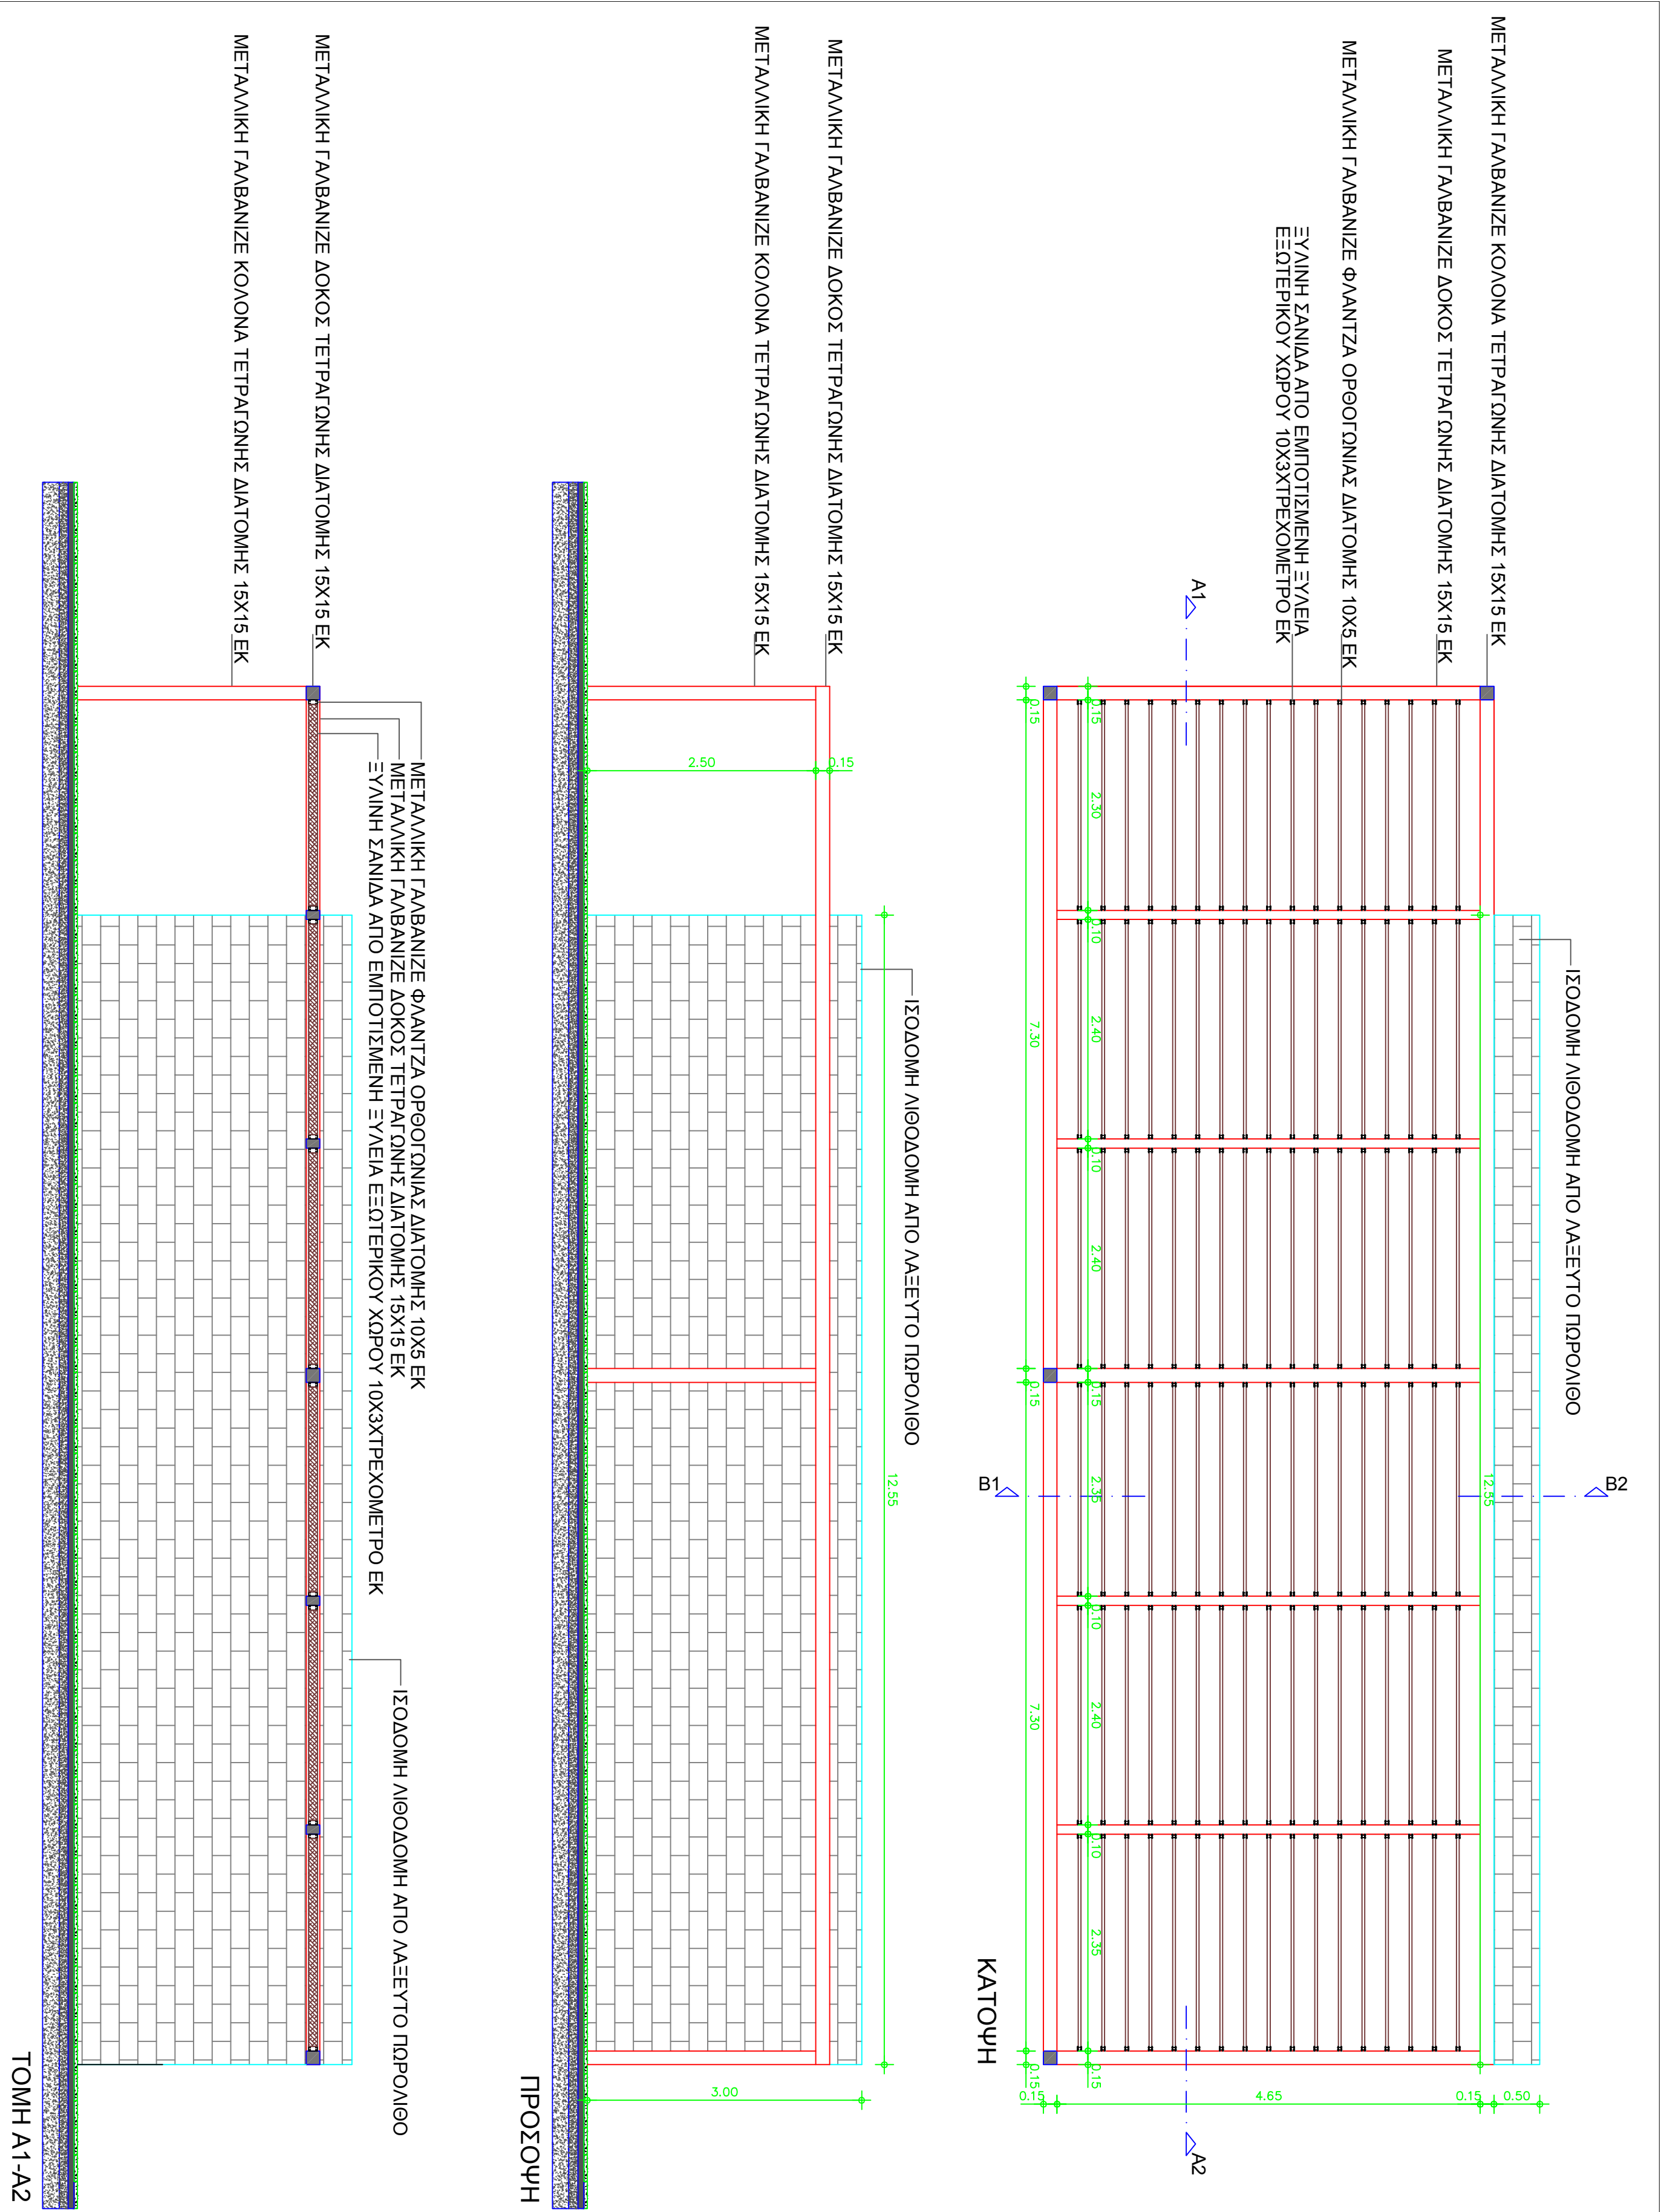 ΜΕΤΑΛΛΙΚΗ ΓΑΛΒΑΝΙΖΕ ΚΟΛΟΝΑ ΤΕΤΡΑΓΩΝΗΣ ΔΙΑΤΟΜΗΣ 15Χ15 ΕΚ
ΜΕΤΑΛΛΙΚΗ ΓΑΛΒΑΝΙΖΕ ΔΟΚΟΣ ΤΕΤΡΑΓΩΝΗΣ ΔΙΑΤΟΜΗΣ 15Χ15 ΕΚ
ΜΕΤΑΛΛΙΚΗ ΓΑΛΒΑΝΙΖΕ ΦΛΑΝΤΖΑ ΟΡΘΟΓΩΝΙΑΣ ΔΙΑΤΟΜΗΣ 10Χ5 ΕΚ
ΞΥΛΙΝΗ ΣΑΝΙΔΑ ΑΠΟ ΕΜΠΟΤΙΣΜΕΝΗ ΞΥΛΕΙΑ
ΕΞΩΤΕΡΙΚΟΥ ΧΩΡΟΥ 10Χ3ΧΤΡΕΧΟΜΕΤΡΟ ΕΚ
ΙΣΟΔΟΜΗ ΛΙΘΟΔΟΜΗ ΑΠΟ ΛΑΞΕΥΤΟ ΠΩΡΟΛΙΘΟ
B2
12.55
0.50
0.15
4.65
0.15
A1
A2
0.15
2.30
0.10
2.40
0.10
2.40
0.15
2.35
0.10
2.40
0.10
2.35
0.15
0.15
7.30
0.15
7.30
0.15
B1
ΚΑΤΟΨΗ
ΜΕΤΑΛΛΙΚΗ ΓΑΛΒΑΝΙΖΕ ΔΟΚΟΣ ΤΕΤΡΑΓΩΝΗΣ ΔΙΑΤΟΜΗΣ 15Χ15 ΕΚ
ΜΕΤΑΛΛΙΚΗ ΓΑΛΒΑΝΙΖΕ ΚΟΛΟΝΑ ΤΕΤΡΑΓΩΝΗΣ ΔΙΑΤΟΜΗΣ 15Χ15 ΕΚ
ΙΣΟΔΟΜΗ ΛΙΘΟΔΟΜΗ ΑΠΟ ΛΑΞΕΥΤΟ ΠΩΡΟΛΙΘΟ
12.55
0.15
2.50
3.00
ΠΡΟΣΟΨΗ
ΜΕΤΑΛΛΙΚΗ ΓΑΛΒΑΝΙΖΕ ΦΛΑΝΤΖΑ ΟΡΘΟΓΩΝΙΑΣ ΔΙΑΤΟΜΗΣ 10Χ5 ΕΚ
ΜΕΤΑΛΛΙΚΗ ΓΑΛΒΑΝΙΖΕ ΔΟΚΟΣ ΤΕΤΡΑΓΩΝΗΣ ΔΙΑΤΟΜΗΣ 15Χ15 ΕΚ
ΞΥΛΙΝΗ ΣΑΝΙΔΑ ΑΠΟ ΕΜΠΟΤΙΣΜΕΝΗ ΞΥΛΕΙΑ ΕΞΩΤΕΡΙΚΟΥ ΧΩΡΟΥ 10Χ3ΧΤΡΕΧΟΜΕΤΡΟ ΕΚ
ΙΣΟΔΟΜΗ ΛΙΘΟΔΟΜΗ ΑΠΟ ΛΑΞΕΥΤΟ ΠΩΡΟΛΙΘΟ
ΜΕΤΑΛΛΙΚΗ ΓΑΛΒΑΝΙΖΕ ΔΟΚΟΣ ΤΕΤΡΑΓΩΝΗΣ ΔΙΑΤΟΜΗΣ 15Χ15 ΕΚ
ΜΕΤΑΛΛΙΚΗ ΓΑΛΒΑΝΙΖΕ ΚΟΛΟΝΑ ΤΕΤΡΑΓΩΝΗΣ ΔΙΑΤΟΜΗΣ 15Χ15 ΕΚ
ΤΟΜΗ Α1-Α2